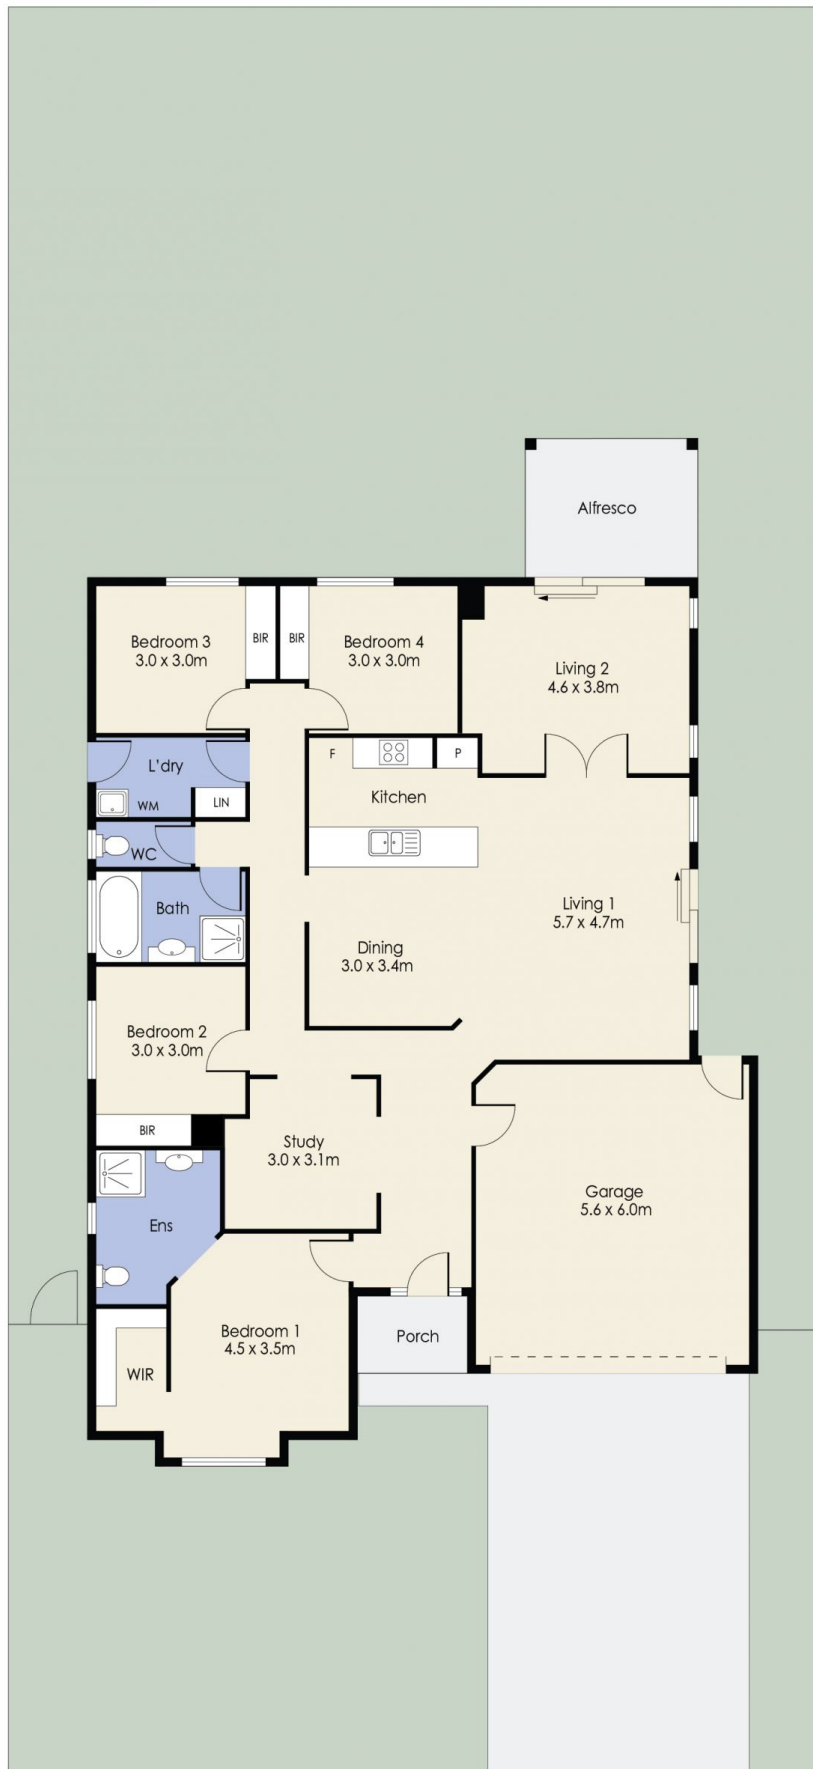 Alfresco
Bedroom 3
3.0 x 3.0m
BIR
BIR
Bedroom 4
3.0 x 3.0m
Living 2
4.6 x 3.8m
L'dry
WM
LIN
F
P
Kitchen
WC
Bath
Living 1
5.7 x 4.7m
Dining
3.0 x 3.4m
Bedroom 2
3.0 x 3.0m
BIR
Study
3.0 x 3.1m
Garage
5.6 x 6.0m
Ens
Bedroom 1
4.5 x 3.5m
Porch
WIR